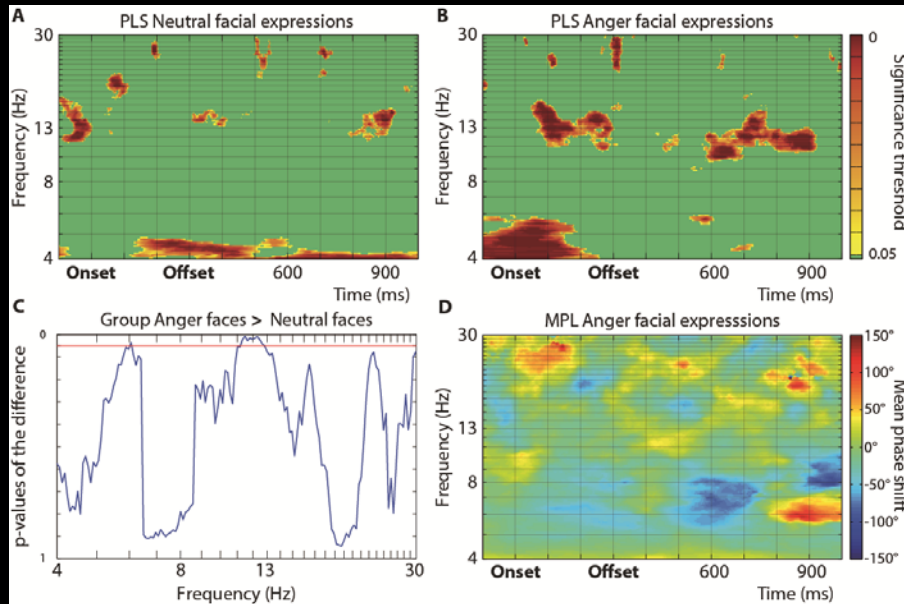 A PLS Neutral facial expressions
30
13
8
4
Frequency (Hz)
Onset Offset 600 900
Time (ms)
B PLS Anger facial expressions
30
13
8
4
Frequency (Hz)
Onset Offset 600 900
Time (ms)
0
0.05
Significance threshold
C Group Anger faces > Neutral faces
0
1
p-values of the difference
4 8 13 30
Frequency (Hz)
D MPL Anger facial expresssions
30
13
8
4
Frequency (Hz)
Onset Offset 600 900
Time (ms)
150°
100°
50°
0°
-50°
-100°
-150°
Mean phase shiift